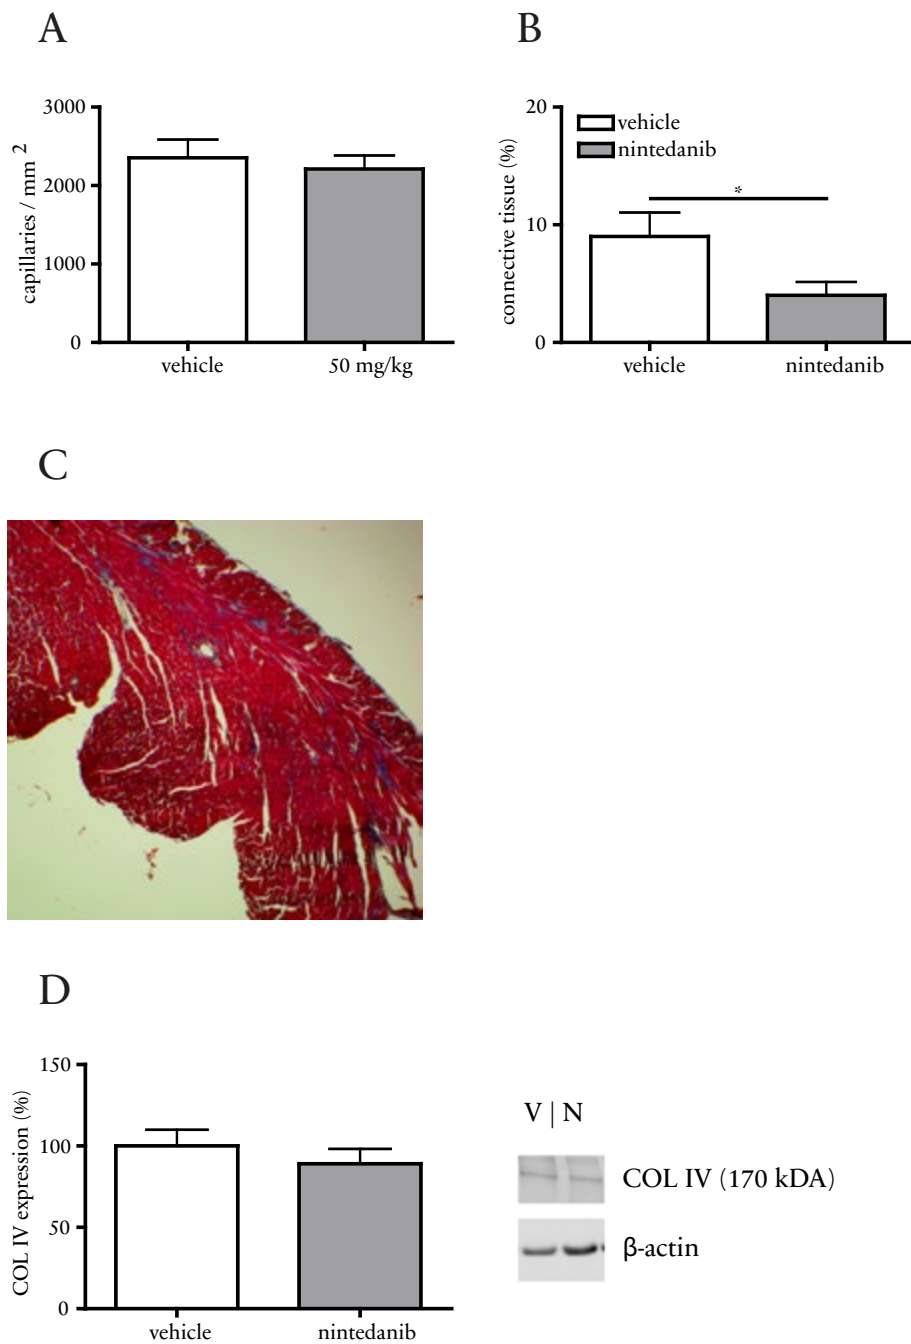 A
3000
2000
1000
0
capillaries / mm 2
vehicle
50 mg/kg
B
20
10
0
connective tissue (%)
vehicle
nintedanib
*
vehicle
nintedanib
C
D
150
100
50
0
COL IV expression (%)
vehicle
nintedanib
V | N
COL IV (170 kDA)
β-actin